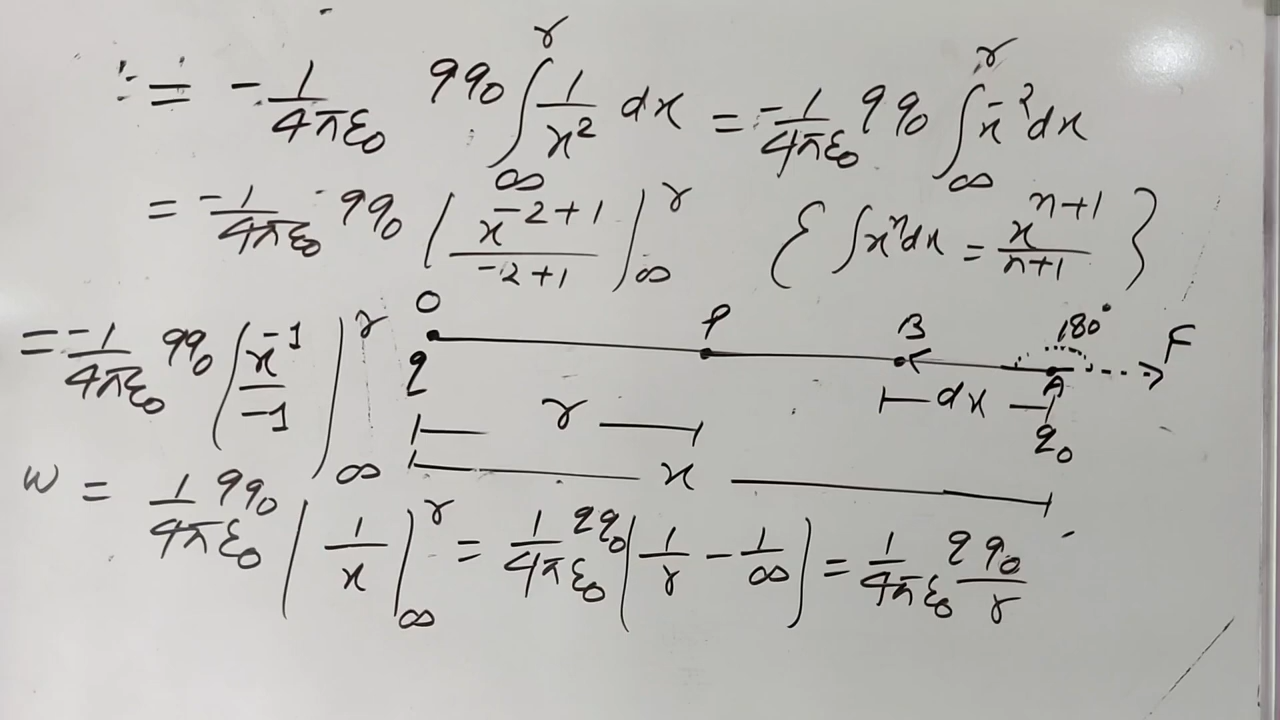 ∴ = -1/4πε₀ qq₀ ∫_∞^r 1/x² dx = -1/4πε₀ qq₀ ∫_∞^r x⁻² dx
= -1/4πε₀ qq₀ (x^(-2+1)/(-2+1))_∞^r { ∫xⁿdx = x^(n+1)/(n+1) }
O P B 180° F
= -1/4πε₀ qq₀ (x⁻¹/-1)_∞^r
q A
dx
r q₀
x
W = 1/4πε₀ qq₀ (1/x)_∞^r = 1/4πε₀ qq₀ (1/r - 1/∞) = 1/4πε₀ qq₀/r